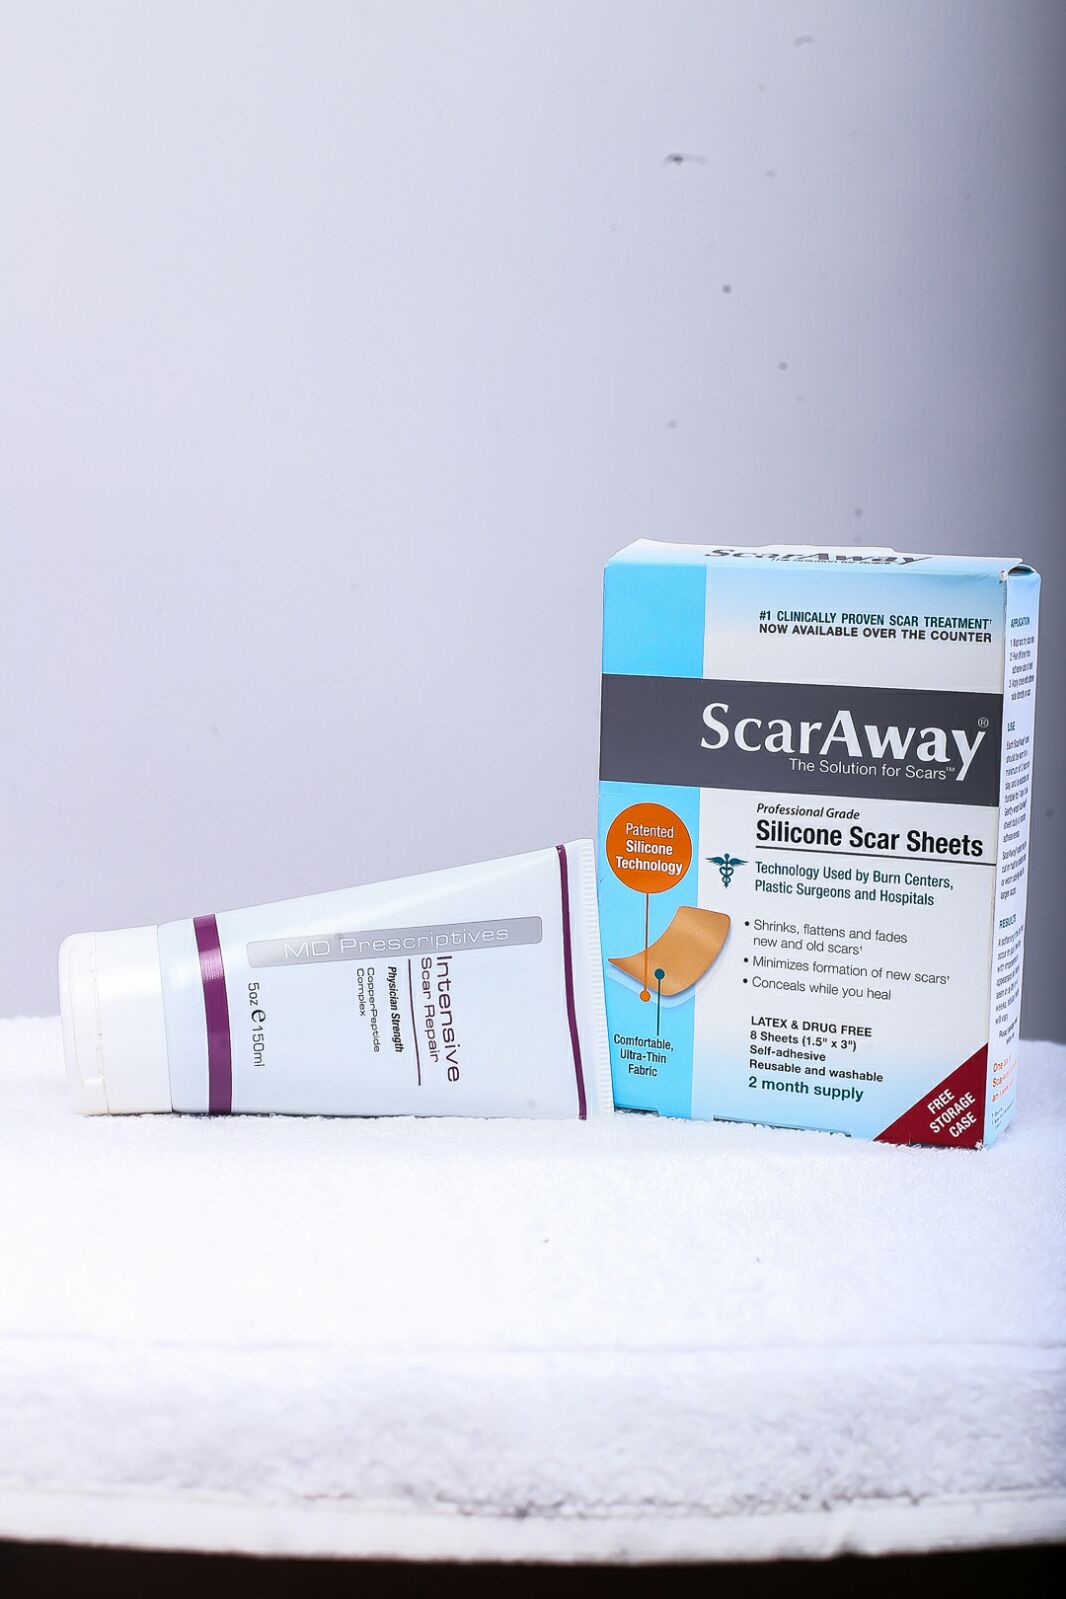 MD Prescriptives
Intensive
Scar Repair
Physician Strength
CopperPeptide
Complex
5oz e 150ml
ScarAway
The Solution for Scars
#1 CLINICALLY PROVEN SCAR TREATMENT†
NOW AVAILABLE OVER THE COUNTER
ScarAway®
The Solution for Scars™
Patented
Silicone
Technology
Professional Grade
Silicone Scar Sheets
Technology Used by Burn Centers,
Plastic Surgeons and Hospitals
• Shrinks, flattens and fades
new and old scars†
• Minimizes formation of new scars†
• Conceals while you heal
Comfortable,
Ultra-Thin
Fabric
LATEX & DRUG FREE
8 Sheets (1.5" x 3")
Self-adhesive
Reusable and washable
2 month supply
FREE
STORAGE
CASE
APPLICATION
USE
RESULTS